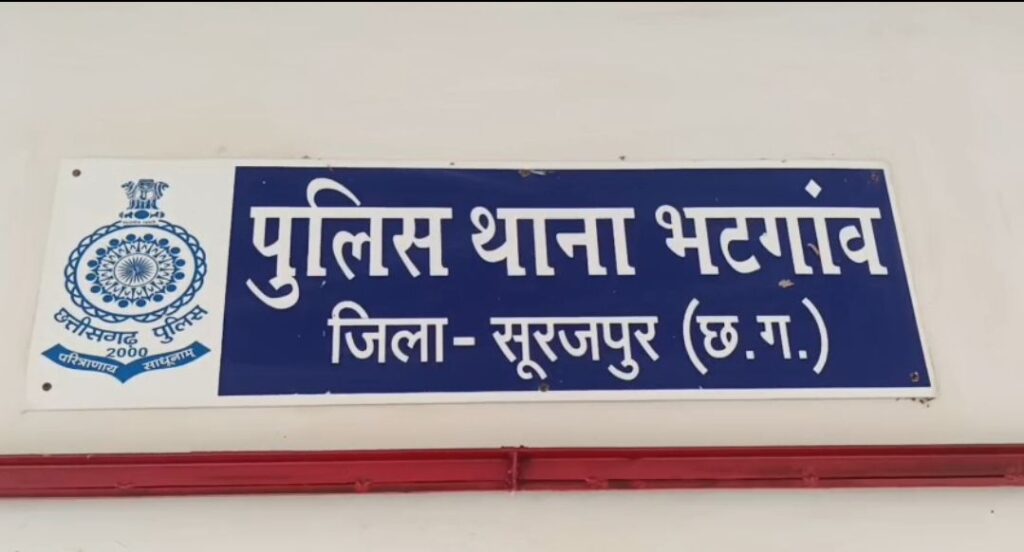 पुलिस थाना भटगांव
जिला - सूरजपुर (छ.ग.)
छत्तीसगढ़ पुलिस
2000
परित्राणाय साधूनाम्